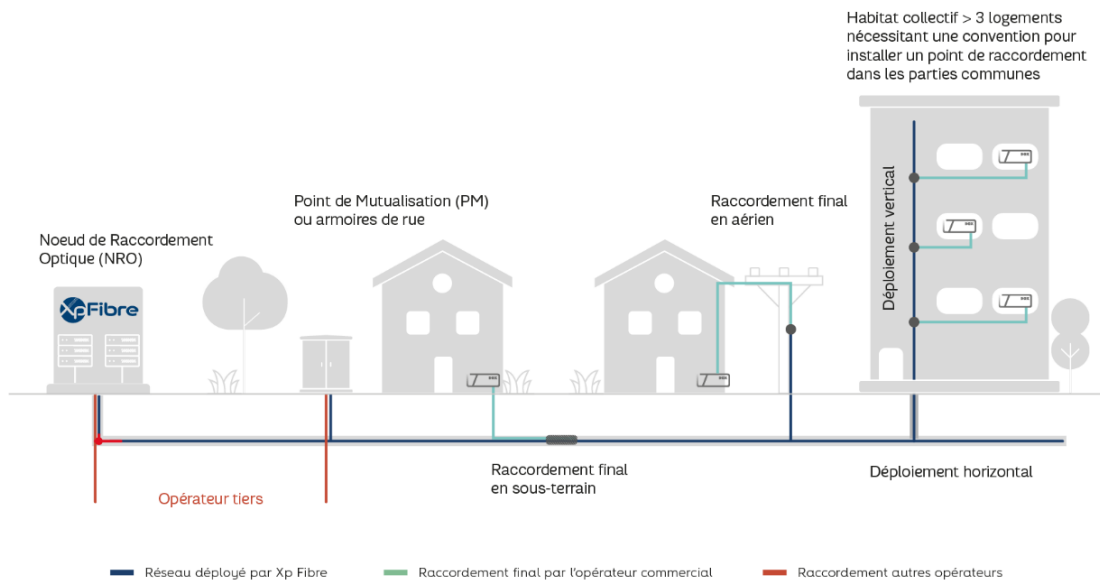 Habitat collectif > 3 logements
nécessitant une convention pour
installer un point de raccordement
dans les parties communes
Point de Mutualisation (PM)
ou armoires de rue
Raccordement final
en aérien
Noeud de Raccordement
Optique (NRO)
XpFibre
Déploiement vertical
Raccordement final
en sous-terrain
Déploiement horizontal
Opérateur tiers
Réseau déployé par Xp Fibre
Raccordement final par l'opérateur commercial
Raccordement autres opérateurs